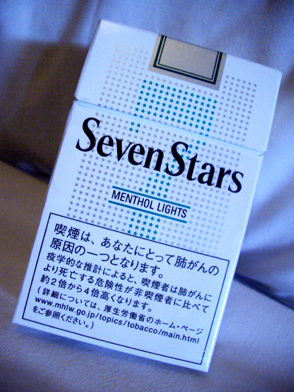 SevenStars
MENTHOL LIGHTS
喫煙は、あなたにとって肺がんの
原因の一つとなります。
疫学的な推計によると、喫煙者は肺がんに
より死亡する危険性が非喫煙者に比べて
約2倍から4倍高くなります。
(詳細については、厚生労働省のホーム・ページ
www.mhlw.go.jp/topics/tobacco/main.html
をご参照ください。)